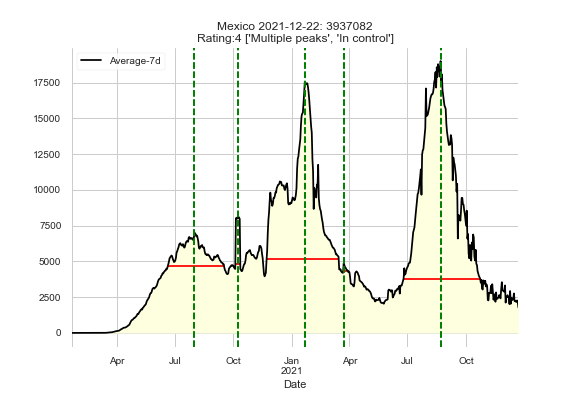 Mexico 2021-12-22: 3937082
Rating:4 ['Multiple peaks', 'In control']
Average-7d
17500
15000
12500
10000
7500
5000
2500
0
Apr
Jul
Oct
Jan
2021
Apr
Jul
Oct
Date